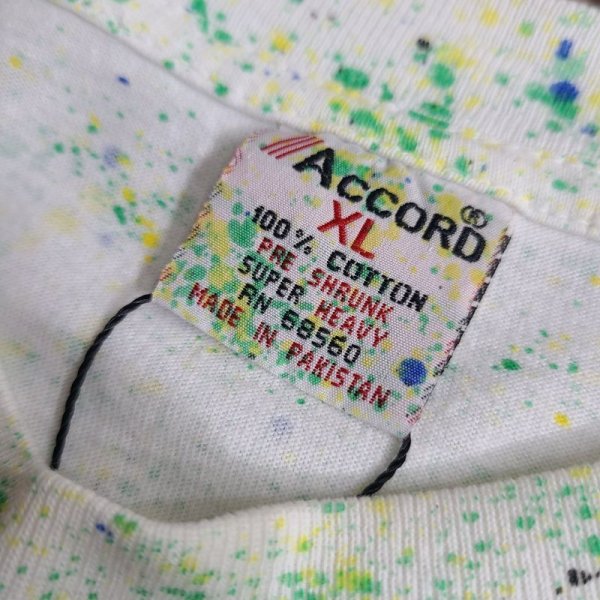 ACCORD®
XL
100% COTTON
PRE SHRUNK
SUPER HEAVY
RN 68560
MADE IN PAKISTAN